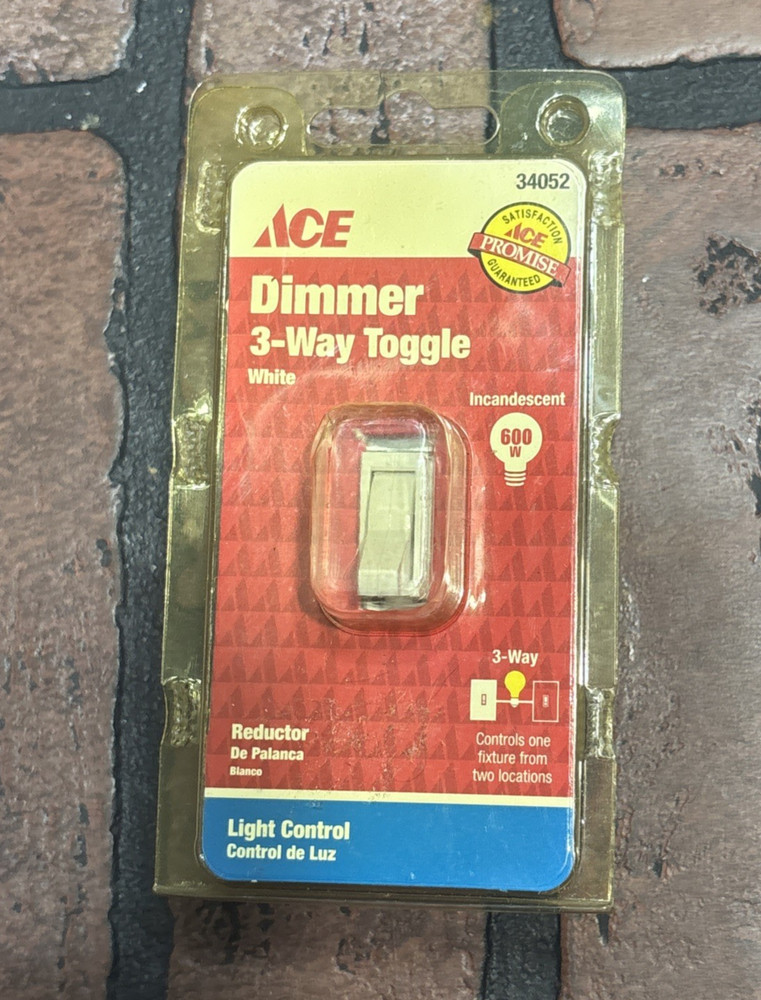 34052
ACE
SATISFACTION
ACE
PROMISE
GUARANTEED
Dimmer
3-Way Toggle
White
Incandescent
600
W
3-Way
Controls one
fixture from
two locations
Reductor
De Palanca
Blanco
Light Control
Control de Luz